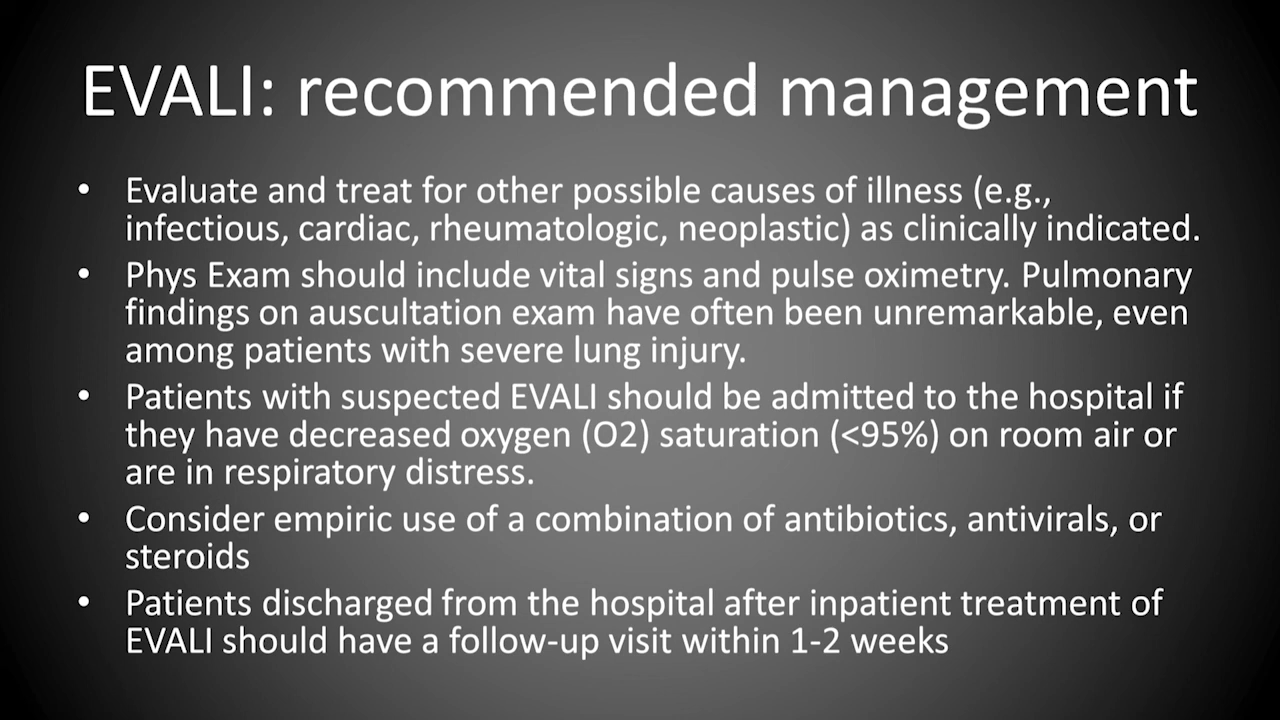 EVALI: recommended management
• Evaluate and treat for other possible causes of illness (e.g.,
infectious, cardiac, rheumatologic, neoplastic) as clinically indicated.
• Phys Exam should include vital signs and pulse oximetry. Pulmonary
findings on auscultation exam have often been unremarkable, even
among patients with severe lung injury.
• Patients with suspected EVALI should be admitted to the hospital if
they have decreased oxygen (O2) saturation (<95%) on room air or
are in respiratory distress.
• Consider empiric use of a combination of antibiotics, antivirals, or
steroids
• Patients discharged from the hospital after inpatient treatment of
EVALI should have a follow-up visit within 1-2 weeks